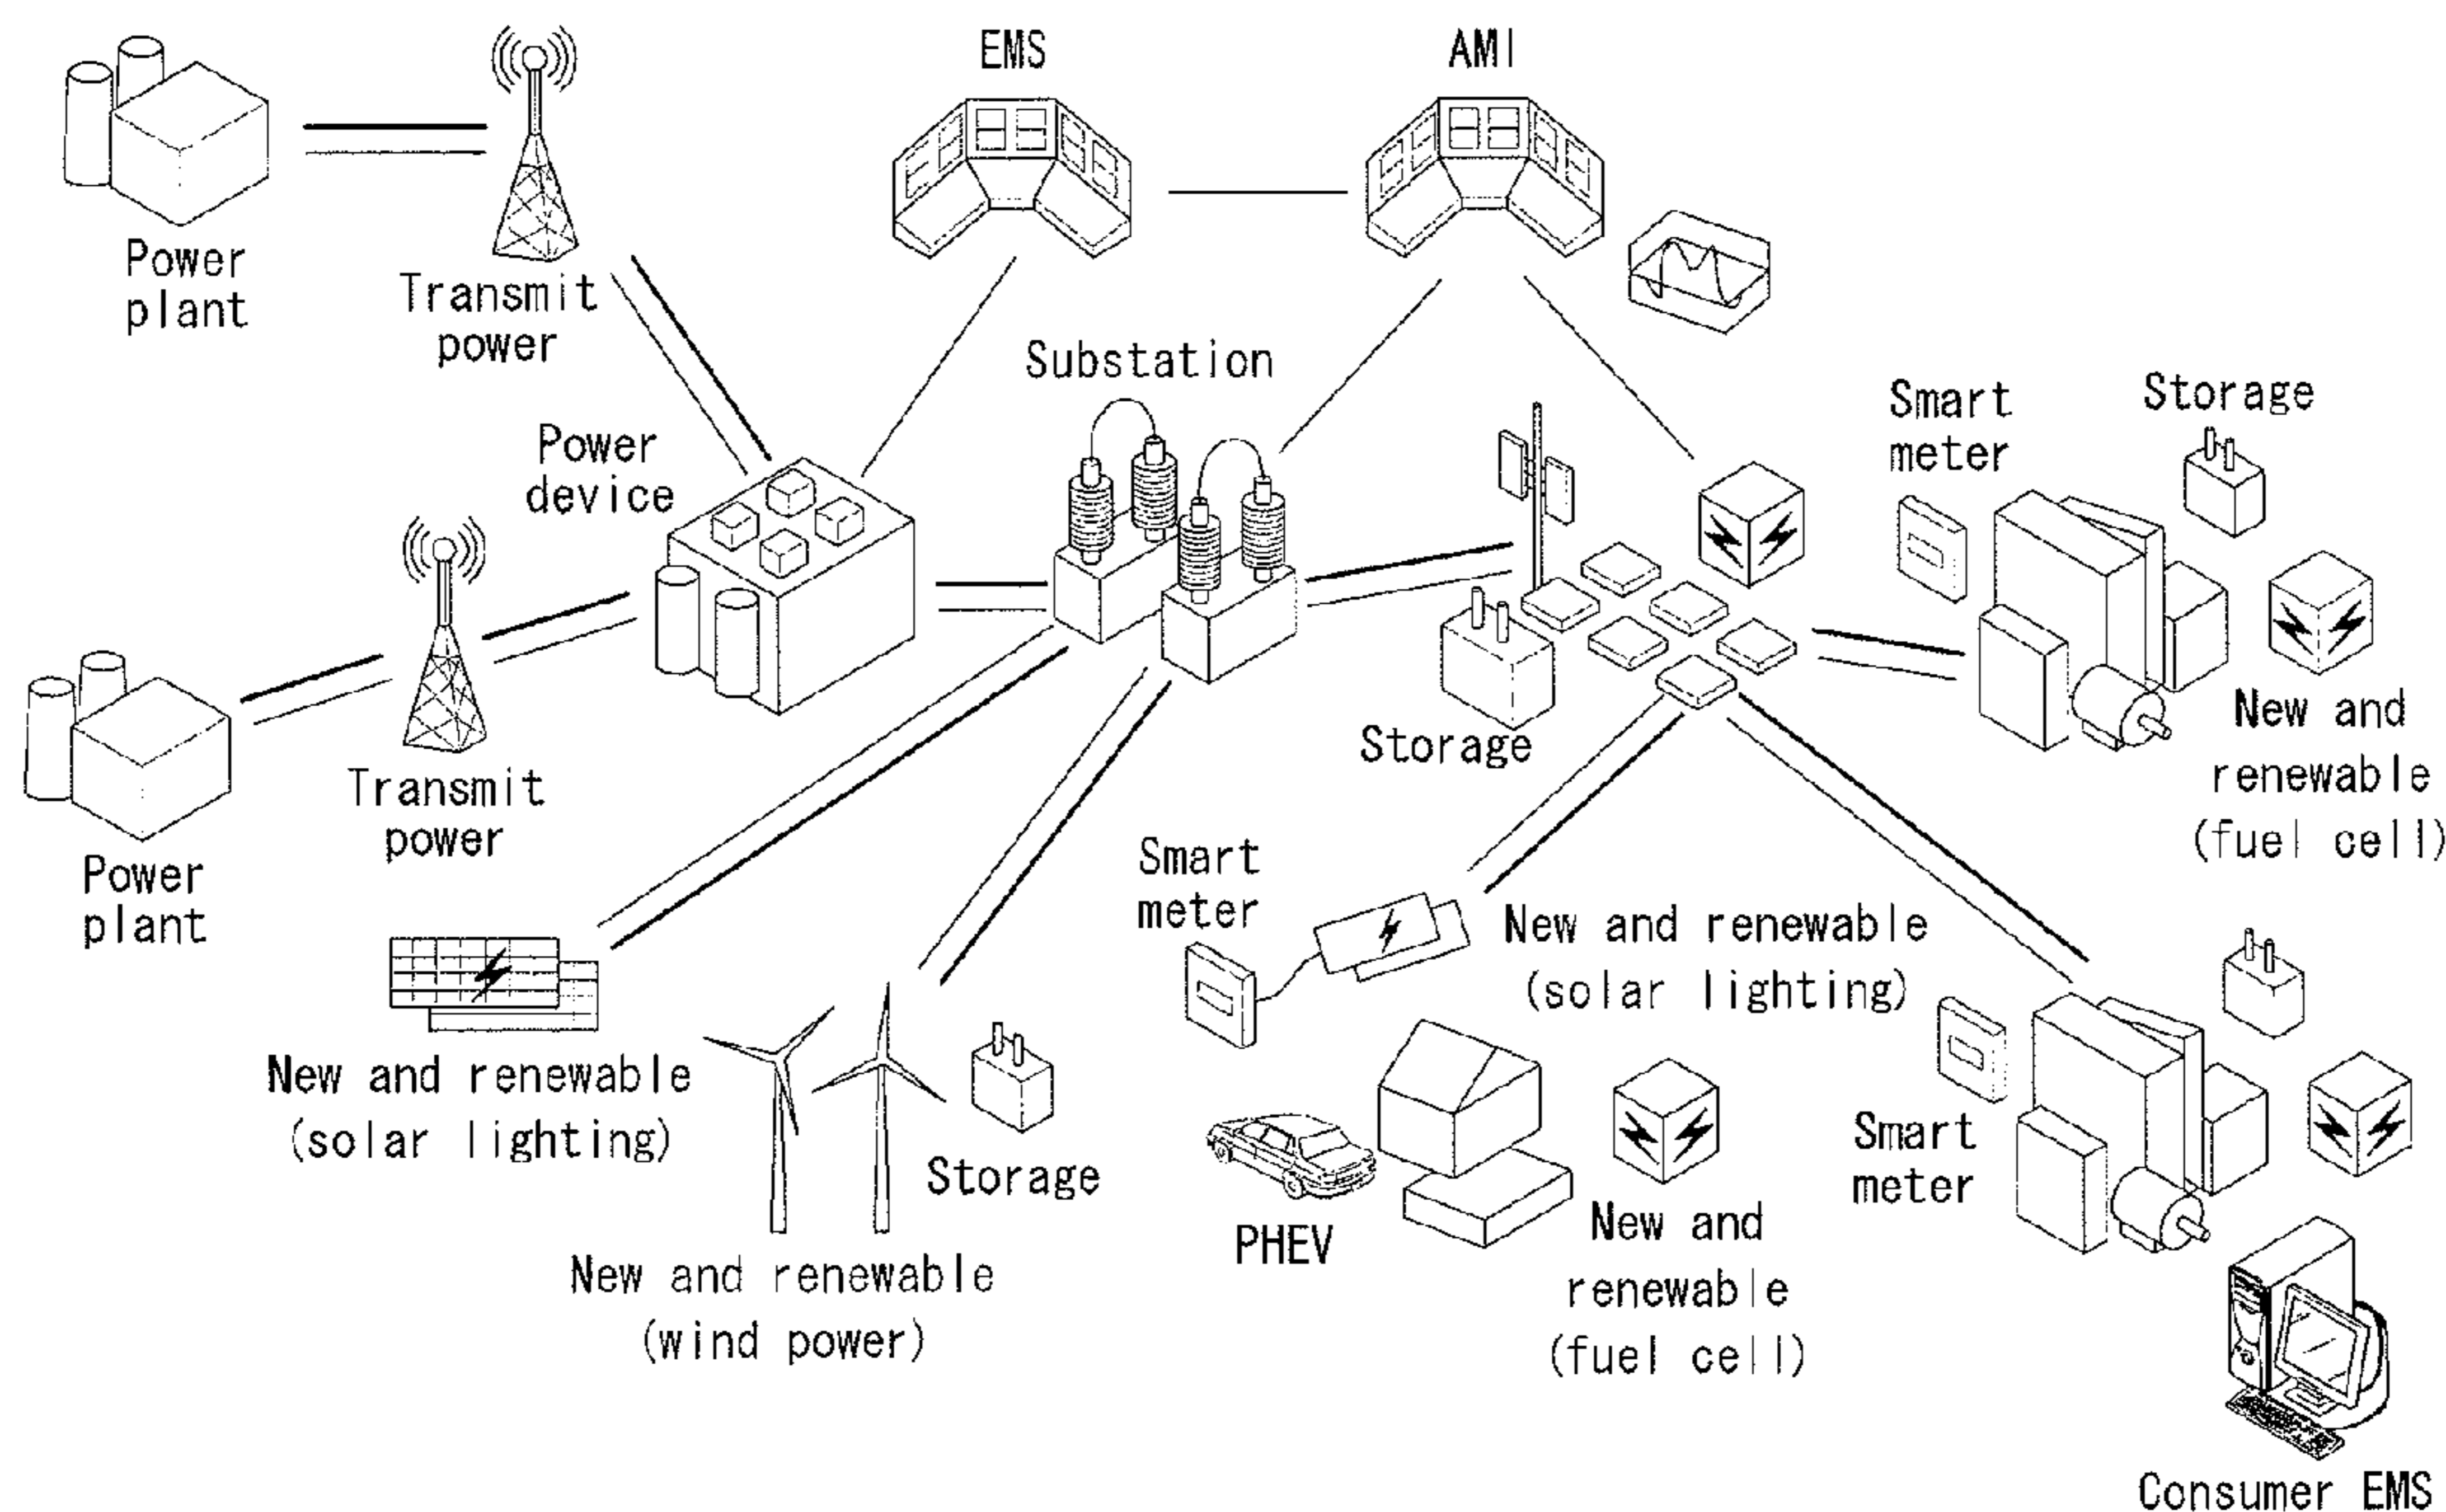 EMS
AMI
Power
plant
Transmit
power
Substation
Power
device
Smart
meter
Storage
New and
renewable
(fuel cell)
Storage
Transmit
power
Power
plant
Smart
meter
New and renewable
(solar lighting)
New and renewable
(solar lighting)
Storage
New and renewable
(wind power)
PHEV
New and
renewable
(fuel cell)
Smart
meter
Consumer EMS